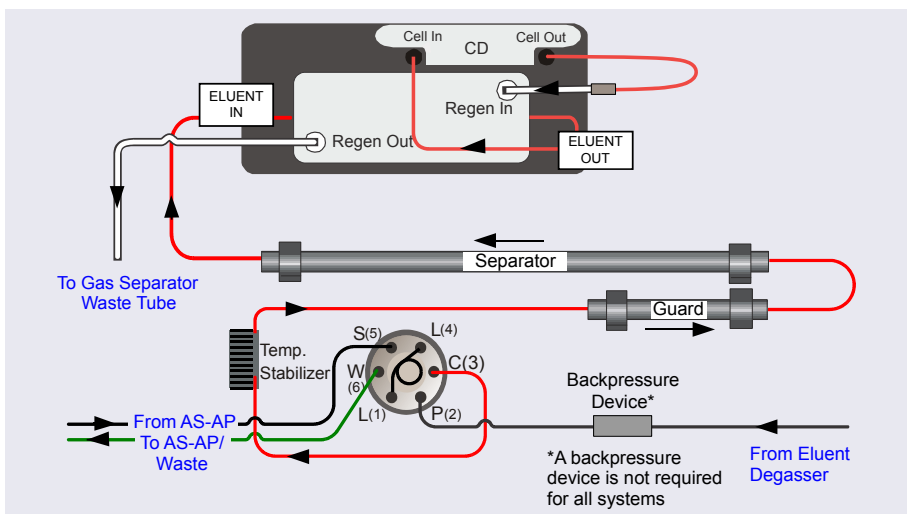 Cell In
Cell Out
CD
ELUENT
IN
Regen In
Regen Out
ELUENT
OUT
Separator
To Gas Separator
Waste Tube
Guard
Temp.
Stabilizer
S(5)
L(4)
W
(6)
C(3)
L(1)
P(2)
Backpressure
Device*
From AS-AP
To AS-AP/
Waste
*A backpressure
device is not required
for all systems
From Eluent
Degasser